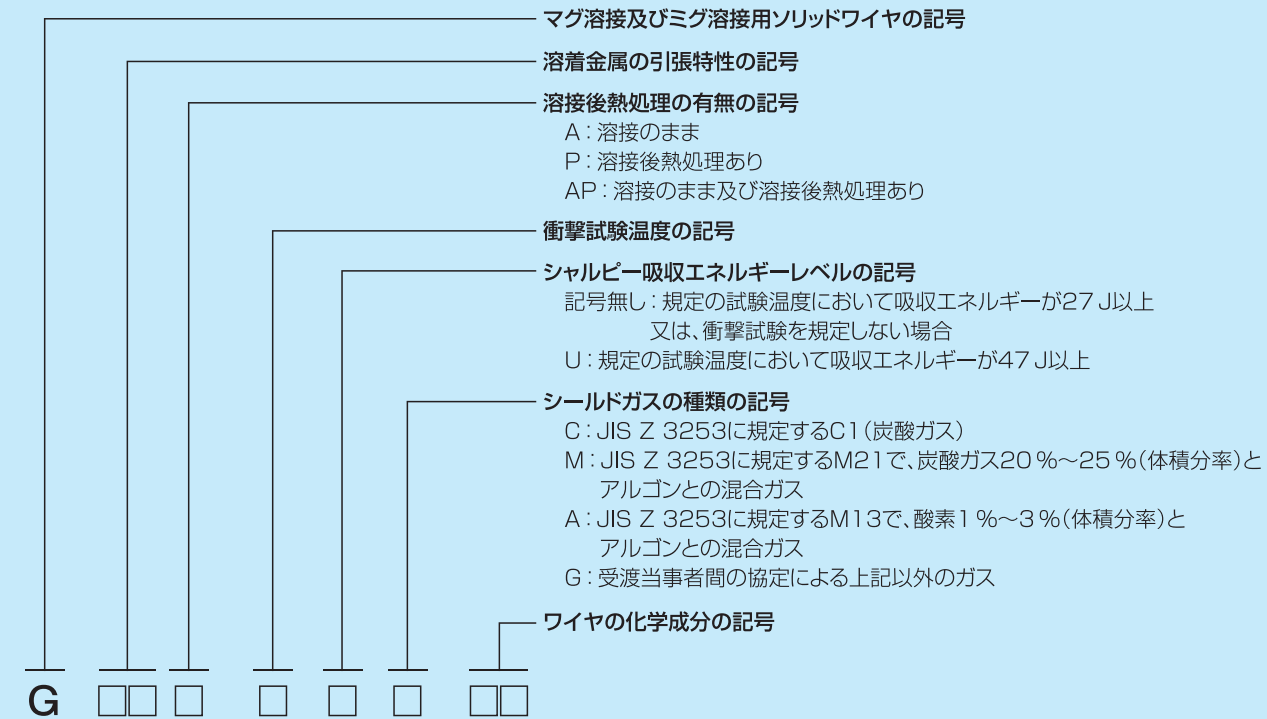 マグ溶接及びミグ溶接用ソリッドワイヤの記号
溶着金属の引張特性の記号
溶接後熱処理の有無の記号
A：溶接のまま
P：溶接後熱処理あり
AP：溶接のまま及び溶接後熱処理あり
衝撃試験温度の記号
シャルピー吸収エネルギーレベルの記号
記号無し：規定の試験温度において吸収エネルギーが27J以上
又は、衝撃試験を規定しない場合
U：規定の試験温度において吸収エネルギーが47J以上
シールドガスの種類の記号
C：JIS Z 3253に規定するC1（炭酸ガス）
M：JIS Z 3253に規定するM21で、炭酸ガス20％～25％（体積分率）と
アルゴンとの混合ガス
A：JIS Z 3253に規定するM13で、酸素1％～3％（体積分率）と
アルゴンとの混合ガス
G：受渡当事者間の協定による上記以外のガス
ワイヤの化学成分の記号
G □□ □ □ □ □ □□